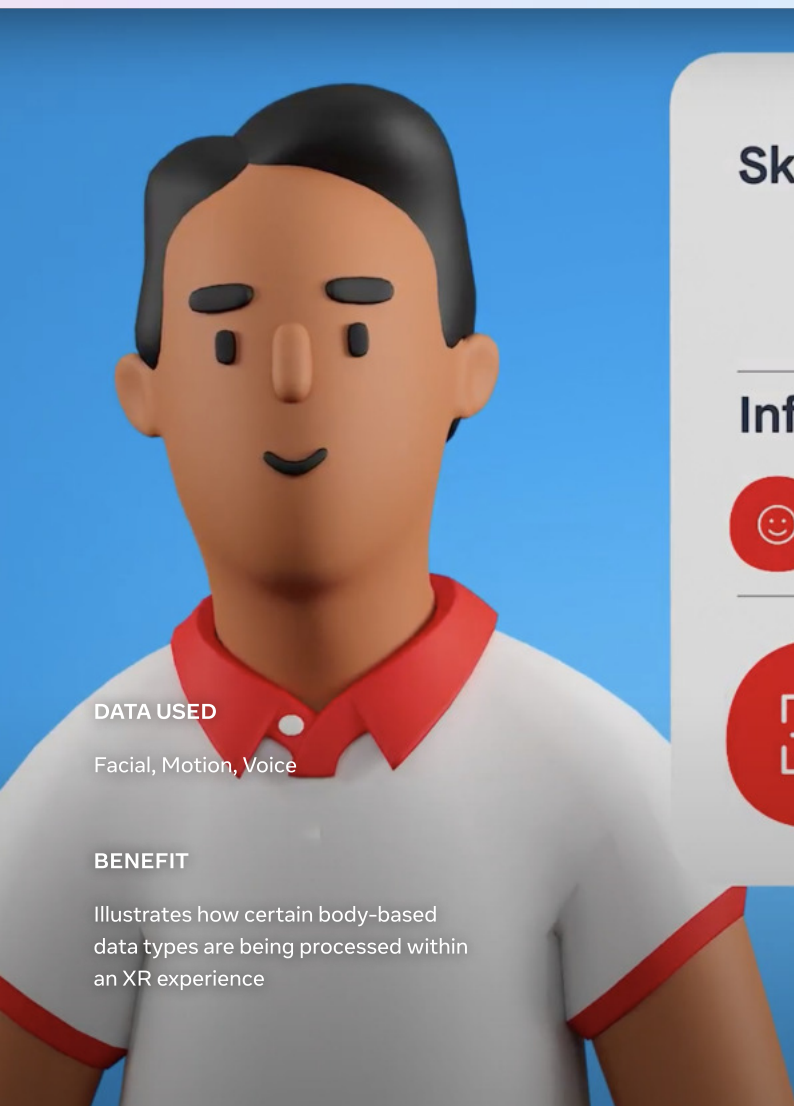 Sk
Inf
DATA USED
Facial, Motion, Voice
BENEFIT
Illustrates how certain body-based
data types are being processed within
an XR experience